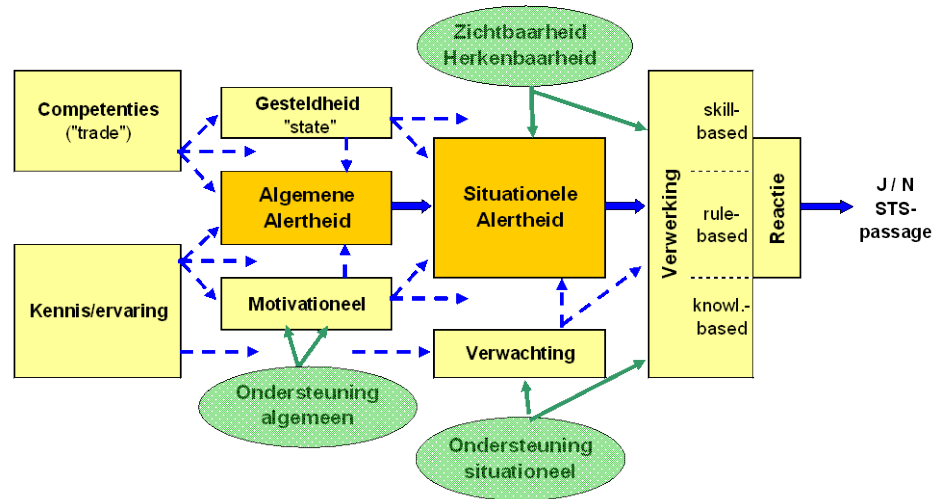 Zichtbaarheid
Herkenbaarheid
Competenties
("trade")
Gesteldheid
"state"
Algemene
Alertheid
Situationele
Alertheid
Verwerking
skill-
based
rule-
based
knowl.-
based
Reactie
J / N
STS-
passage
Kennis/ervaring
Motivationeel
Verwachting
Ondersteuning
algemeen
Ondersteuning
situationeel